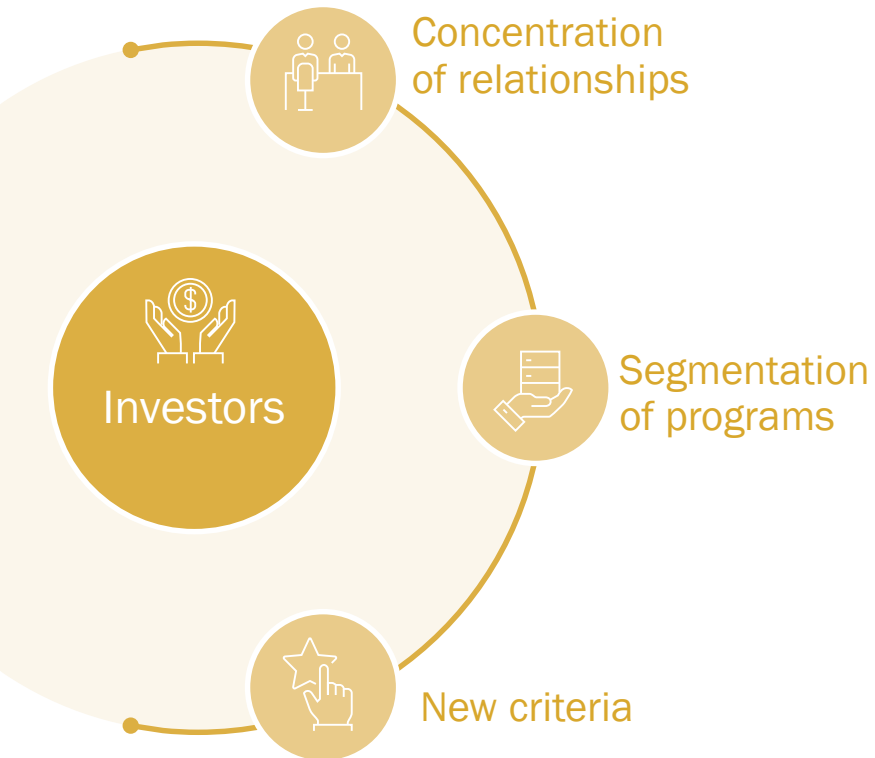 Concentration
of relationships
$
Investors
Segmentation
of programs
New criteria